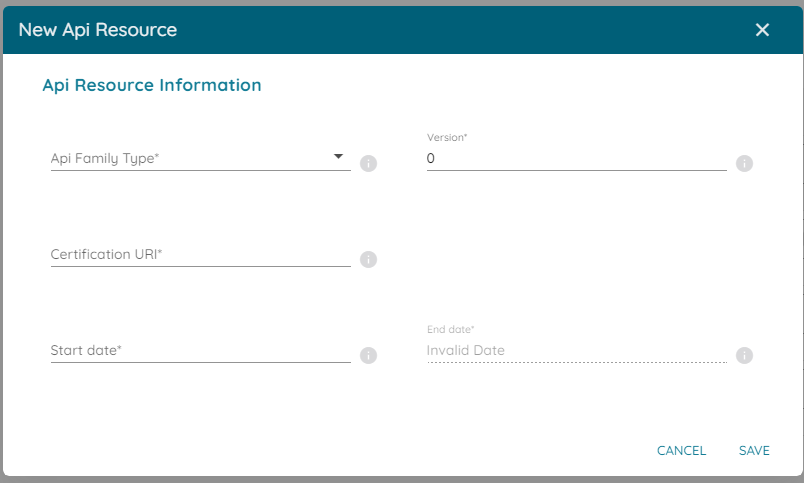 New Api Resource
Api Resource Information
Version*
Api Family Type*
0
Certification URI*
End date*
Start date*
Invalid Date
CANCEL
SAVE